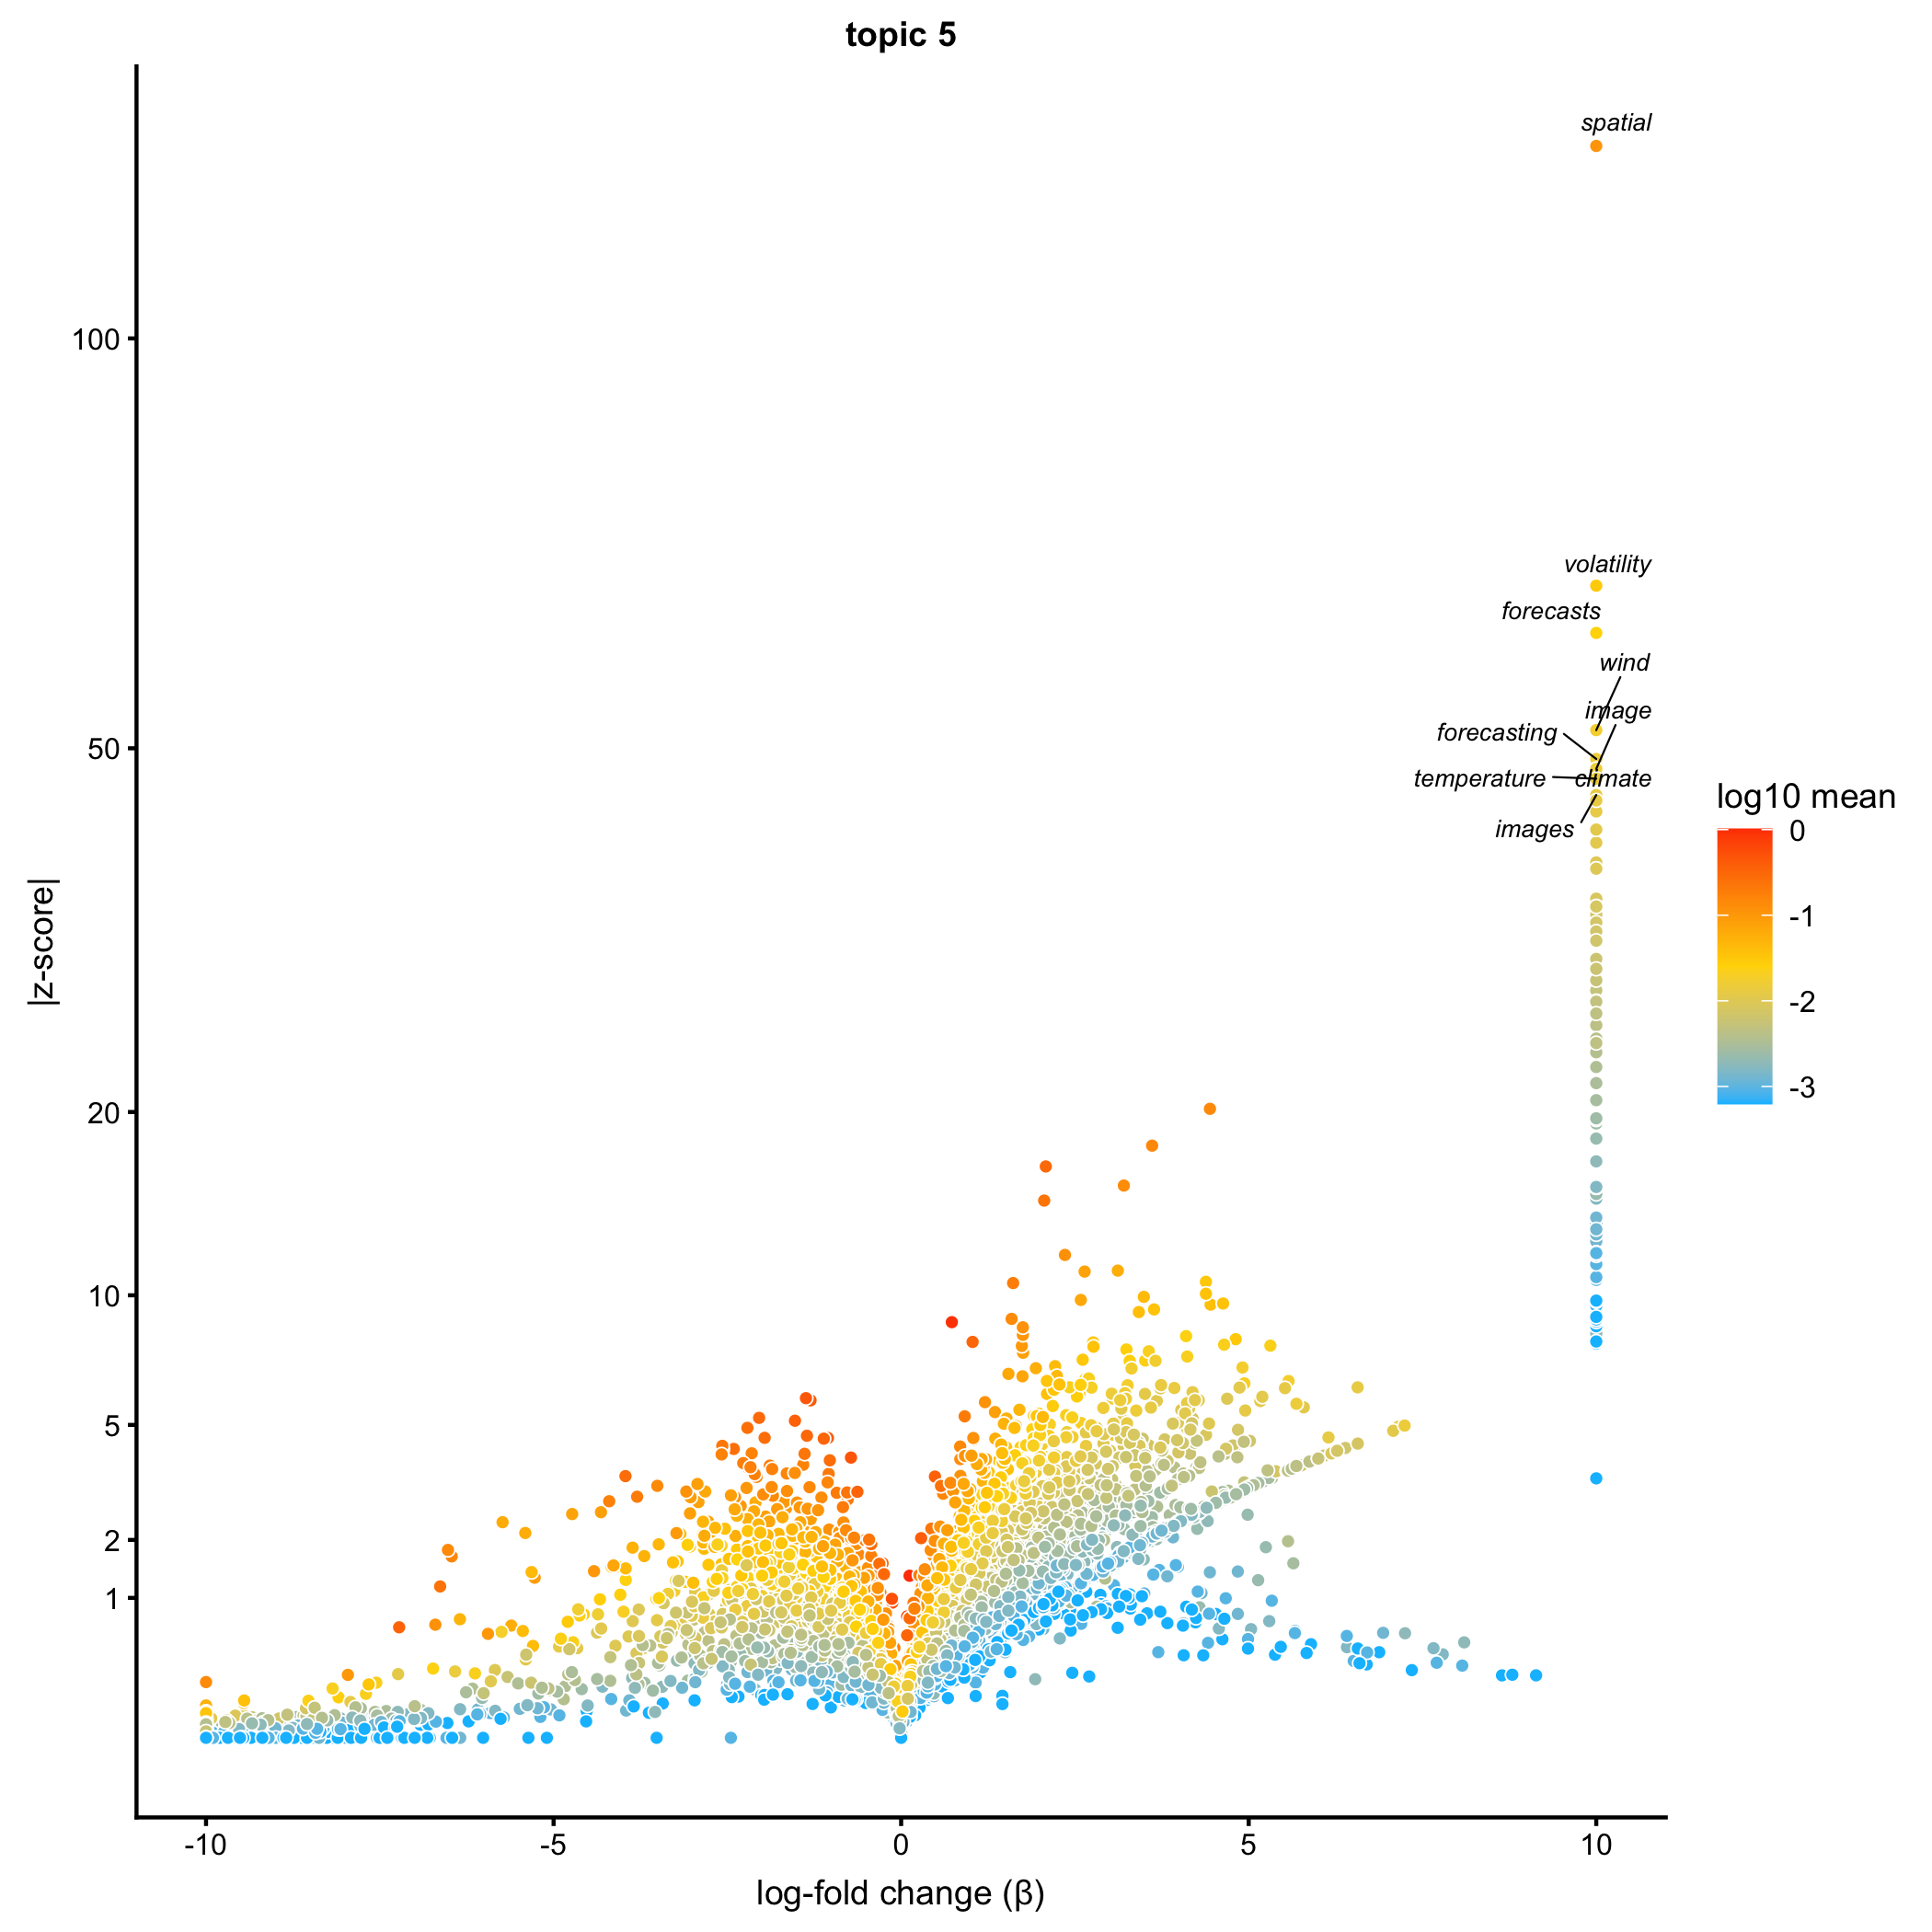 topic 5
spatial
volatility
forecasts
wind
image
forecasting
temperature
climate
images
100
50
20
10
5
2
1
|z-score|
-10
-5
0
5
10
log-fold change (β)
log10 mean
0
-1
-2
-3